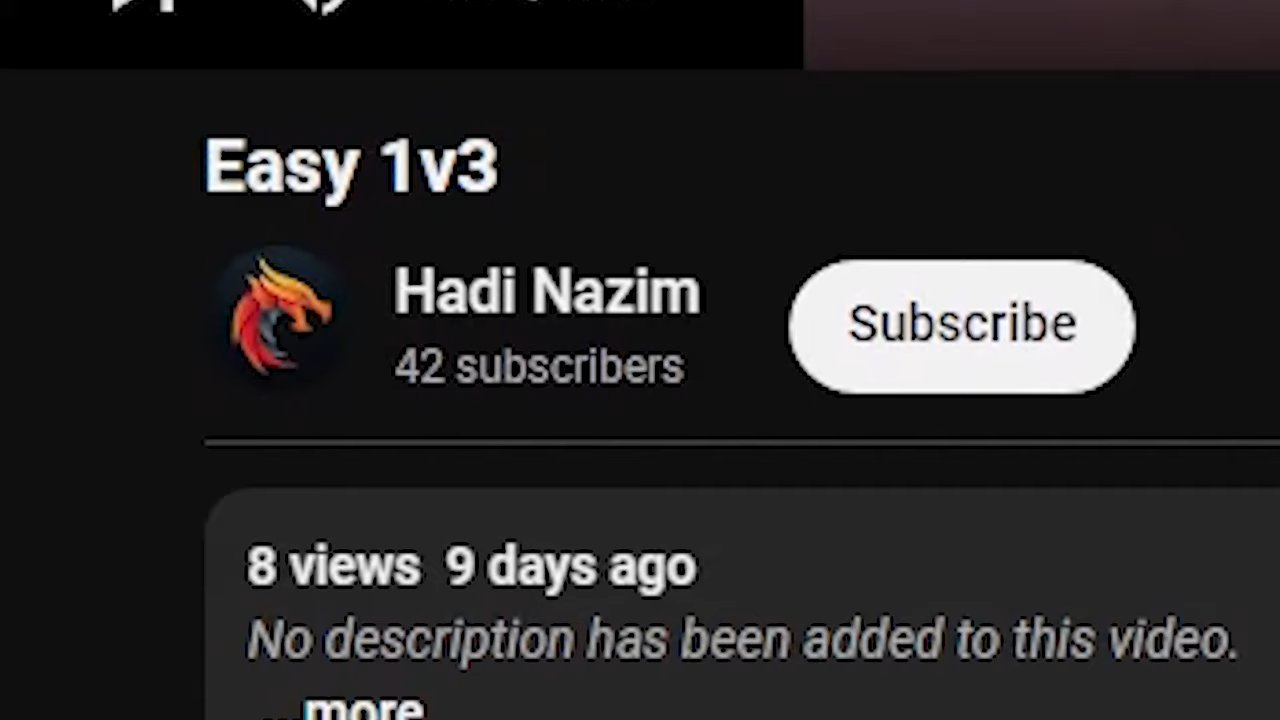 Easy 1v3
Hadi Nazim
42 subscribers
Subscribe
8 views 9 days ago
No description has been added to this video.
...more